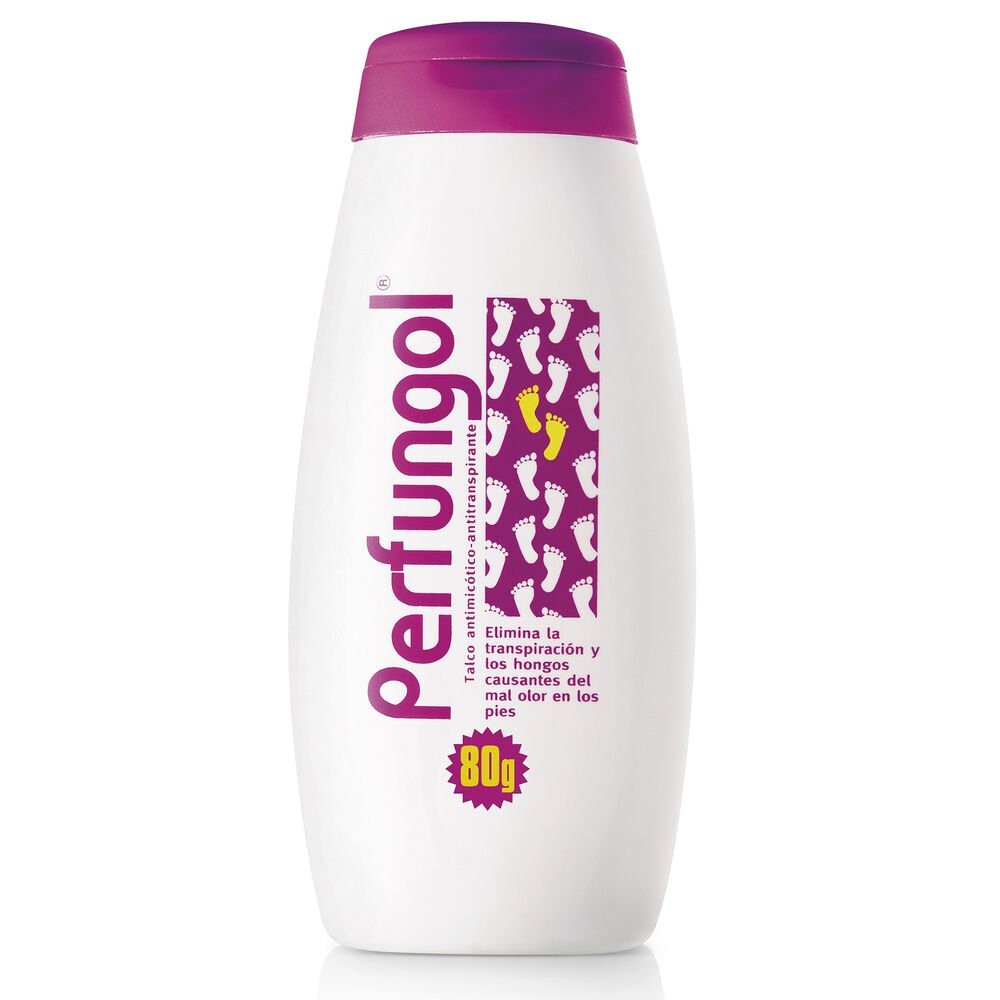 Perfungol®
Talco antimicótico-antitranspirante
Elimina la
transpiración y
los hongos
causantes del
mal olor en los
pies
80g